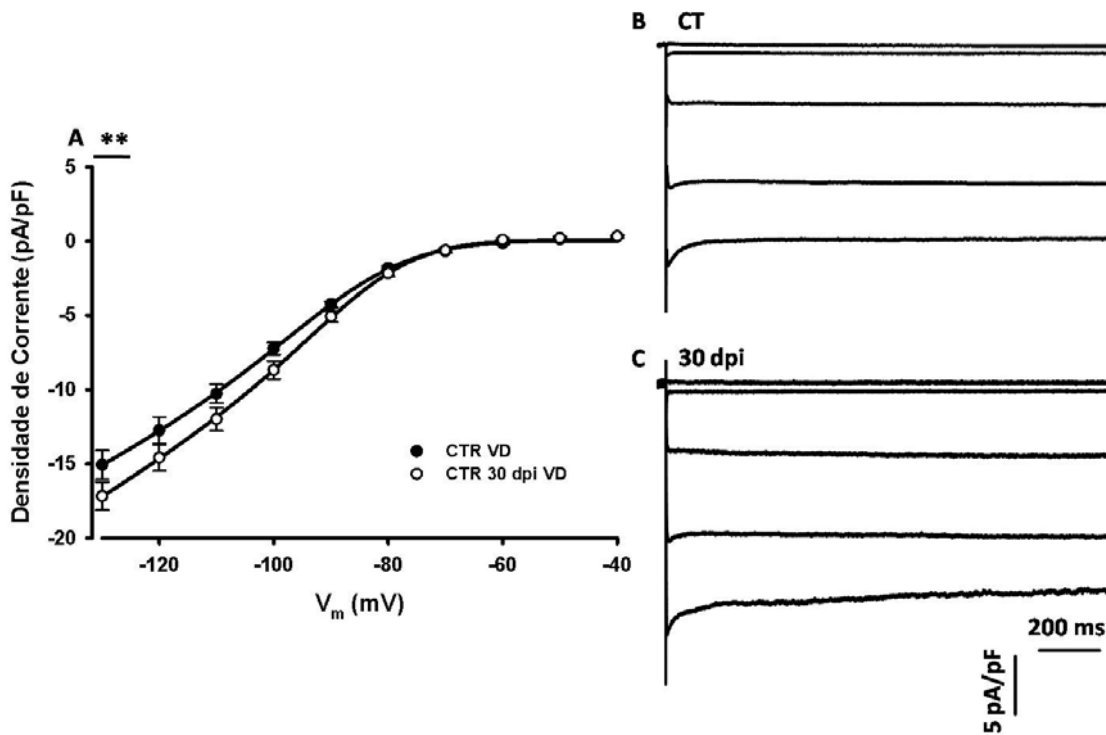 B CT
A **
5
0
-5
-10
-15
-20
Densidade de Corrente (pA/pF)
CTR VD
CTR 30 dpi VD
-120 -100 -80 -60 -40
Vm (mV)
C 30 dpi
200 ms
5 pA/pF